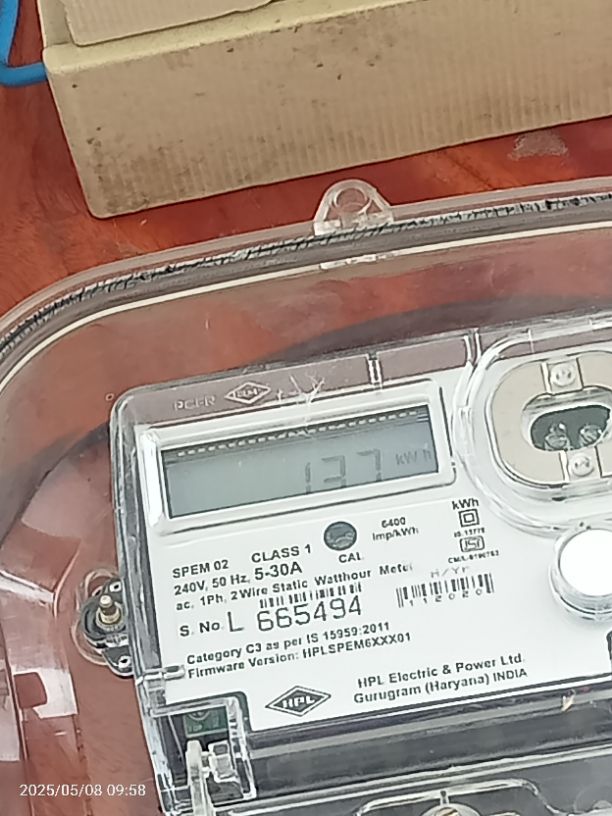 137 kWh
6400
Imp/kWh
kWh
SPEM 02 CLASS 1
CAL
240V, 50 Hz, 5-30A
ac, 1Ph, 2Wire Static Watthour Meter
S. No. L 665494
112020
Category C3 as per IS 15959:2011
Firmware Version: HPLSPEM6XXX01
HPL
HPL Electric & Power Ltd.
Gurugram (Haryana) INDIA
2025/05/08 09:58